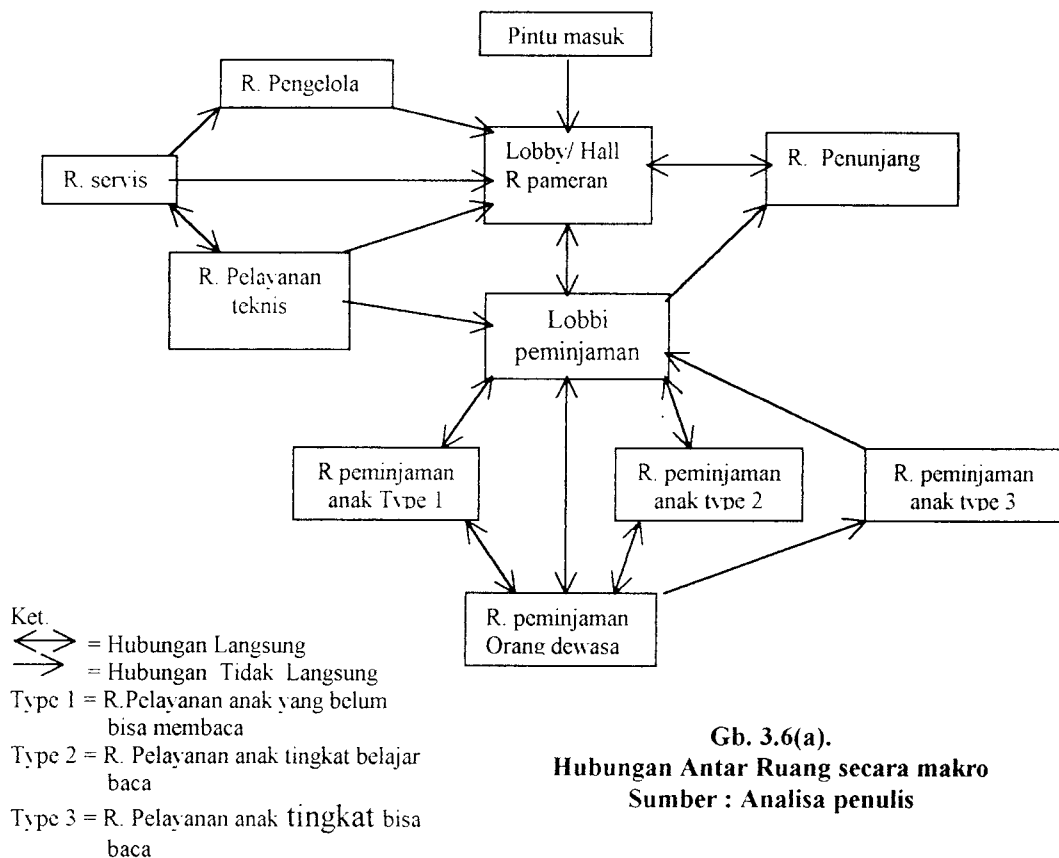 Pintu masuk
R. Pengelola
Lobby/ Hall
R pameran
R. Penunjang
R. servis
R. Pelayanan
teknis
Lobbi
peminjaman
R peminjaman
anak Type 1
R. peminjaman
anak type 2
R. peminjaman
anak type 3
R. peminjaman
Orang dewasa
Ket.
= Hubungan Langsung
= Hubungan Tidak Langsung
Type 1 = R.Pelayanan anak yang belum
bisa membaca
Type 2 = R. Pelayanan anak tingkat belajar
baca
Type 3 = R. Pelayanan anak tingkat bisa
baca
Gb. 3.6(a).
Hubungan Antar Ruang secara makro
Sumber : Analisa penulis